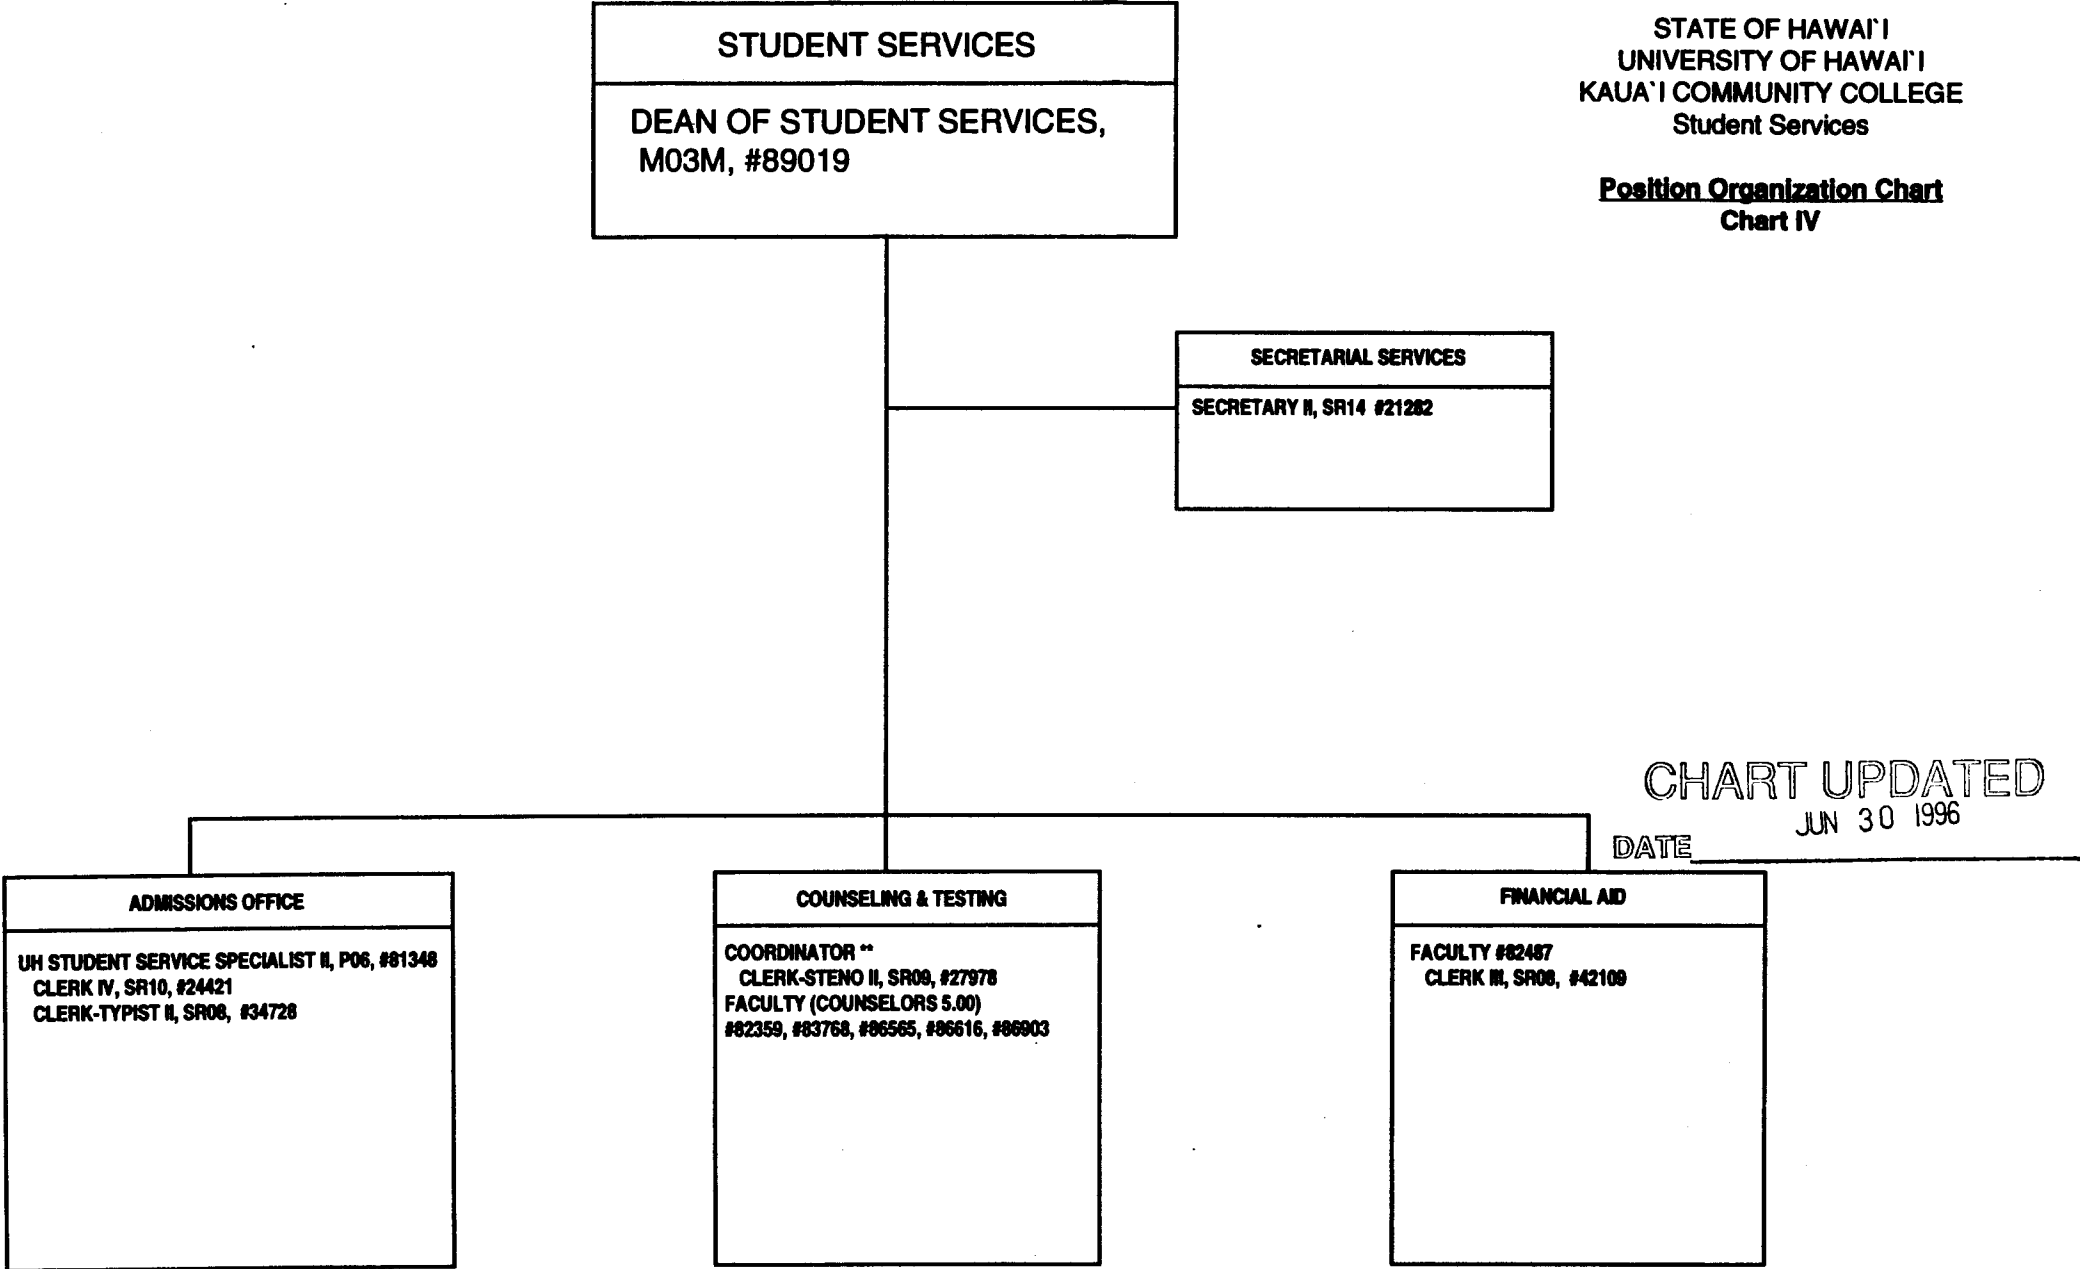 STUDENT SERVICES
DEAN OF STUDENT SERVICES,
M03M, #89019
STATE OF HAWAI`I
UNIVERSITY OF HAWAI`I
KAUA`I COMMUNITY COLLEGE
Student Services
Position Organization Chart
Chart IV
SECRETARIAL SERVICES
SECRETARY II, SR14 #21282
CHART UPDATED
JUN 30 1996
DATE
ADMISSIONS OFFICE
UH STUDENT SERVICE SPECIALIST II, P06, #81348
CLERK IV, SR10, #24421
CLERK-TYPIST II, SR08, #34728
COUNSELING & TESTING
COORDINATOR **
CLERK-STENO II, SR09, #27978
FACULTY (COUNSELORS 5.00)
#82359, #83768, #86565, #86616, #86903
FINANCIAL AID
FACULTY #82487
CLERK III, SR08, #42109